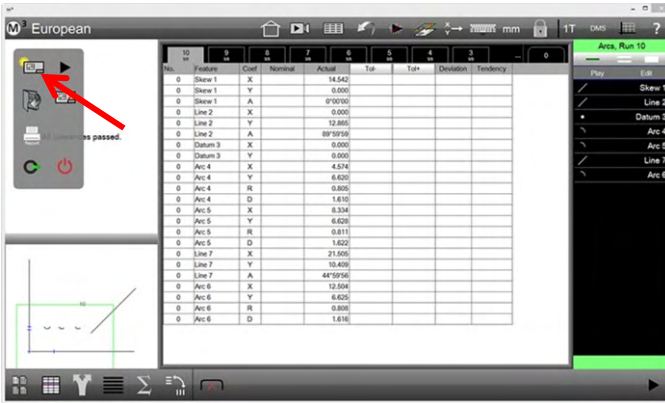 M³ European mm 1T DMS ?
Arcs, Run 10
10 9 8 7 6 5 4 3 ... 0
Play Edit
No. Feature Coef Nominal Actual Tol- Tol+ Deviation Tendency
0 Skew 1 X 14.542
0 Skew 1 Y 0.000
0 Skew 1 A 0°00'00
0 Line 2 X 0.000
0 Line 2 Y 12.865
0 Line 2 A 89°59'59
0 Datum 3 X 0.000
0 Datum 3 Y 0.000
0 Arc 4 X 4.574
0 Arc 4 Y 6.620
0 Arc 4 R 0.805
0 Arc 4 D 1.610
0 Arc 5 X 8.334
0 Arc 5 Y 6.628
0 Arc 5 R 0.811
0 Arc 5 D 1.622
0 Line 7 X 21.505
0 Line 7 Y 10.409
0 Line 7 A 44°59'56
0 Arc 6 X 12.504
0 Arc 6 Y 6.625
0 Arc 6 R 0.808
0 Arc 6 D 1.616
passed.
Skew 1
Line 2
Datum 3
Arc 4
Arc 5
Line 7
Arc 6
10